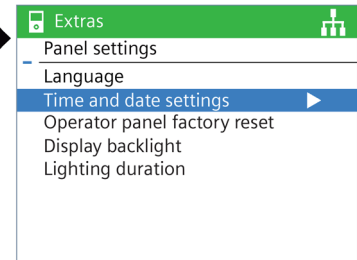 Extras
Panel settings
Language
Time and date settings
Operator panel factory reset
Display backlight
Lighting duration